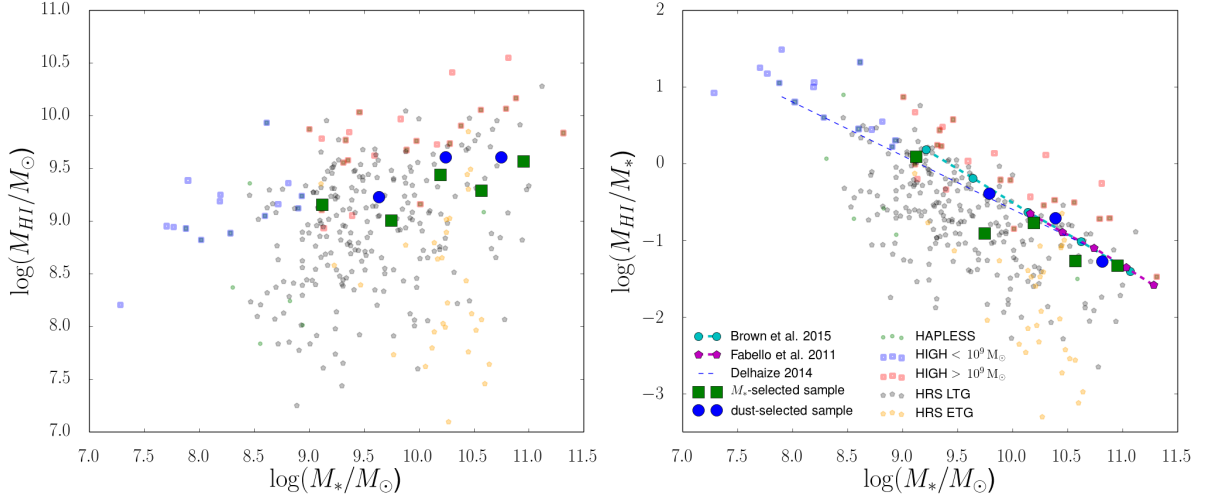 11.0
10.5
10.0
9.5
9.0
8.5
8.0
7.5
7.0
log(M_{HI}/M_⊙)
7.0 7.5 8.0 8.5 9.0 9.5 10.0 10.5 11.0 11.5
log(M_*/M_⊙)
2
1
0
−1
−2
−3
log(M_{HI}/M_*)
Brown et al. 2015
Fabello et al. 2011
Delhaize 2014
M_*-selected sample
dust-selected sample
HAPLESS
HIGH < 10^9 M_⊙
HIGH > 10^9 M_⊙
HRS LTG
HRS ETG
7.0 7.5 8.0 8.5 9.0 9.5 10.0 10.5 11.0 11.5
log(M_*/M_⊙)